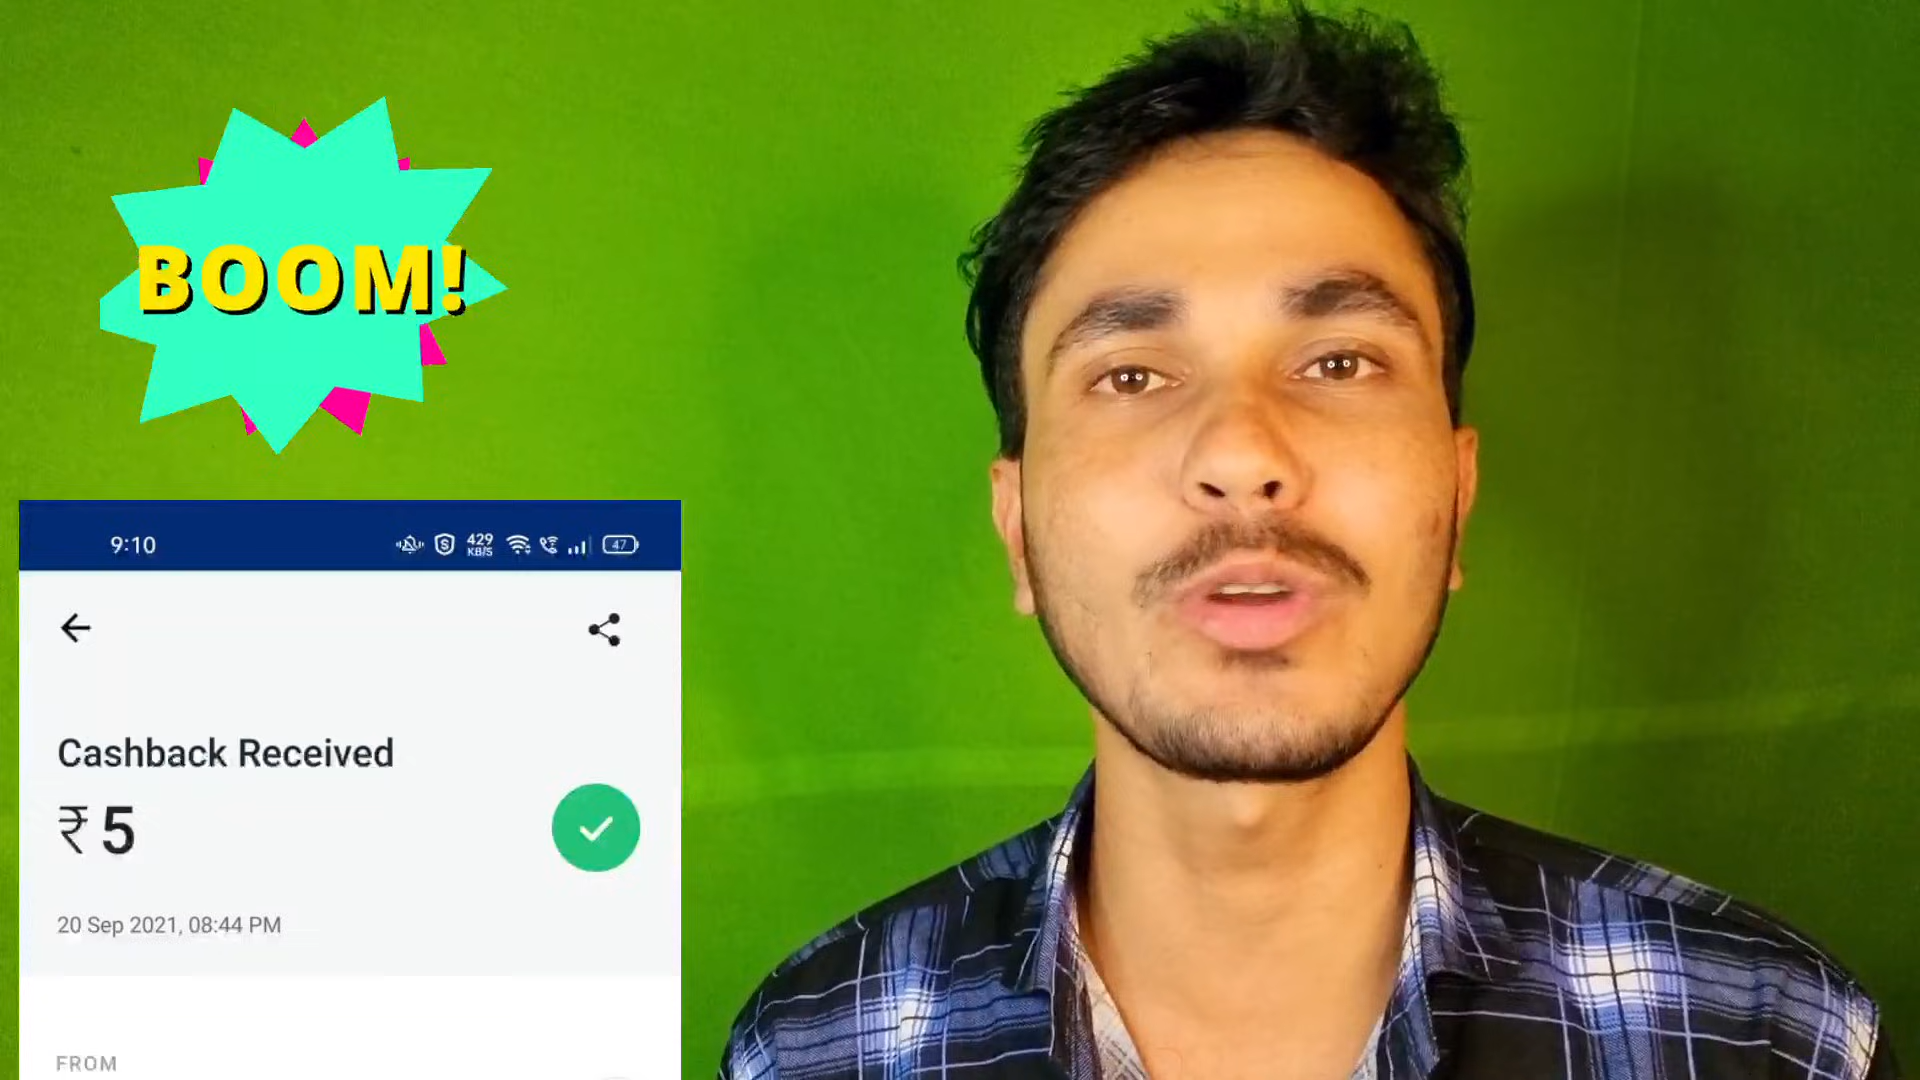 BOOM!
9:10
429
KB/S
47
Cashback Received
₹5
20 Sep 2021, 08:44 PM
FROM